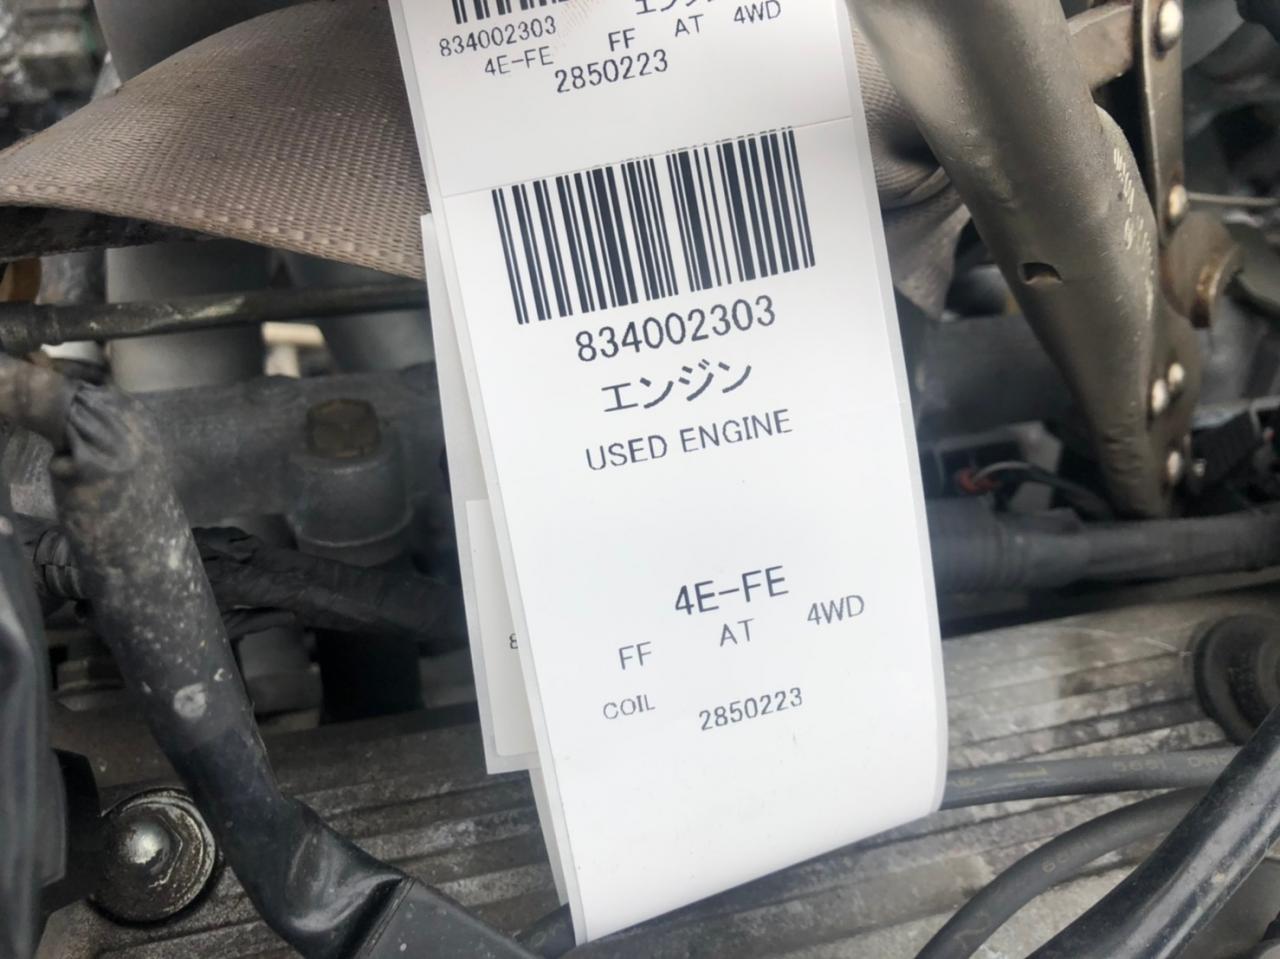 834002303
4E-FE FF AT 4WD
2850223
834002303
エンジン
USED ENGINE
4E-FE
FF AT 4WD
COIL 2850223